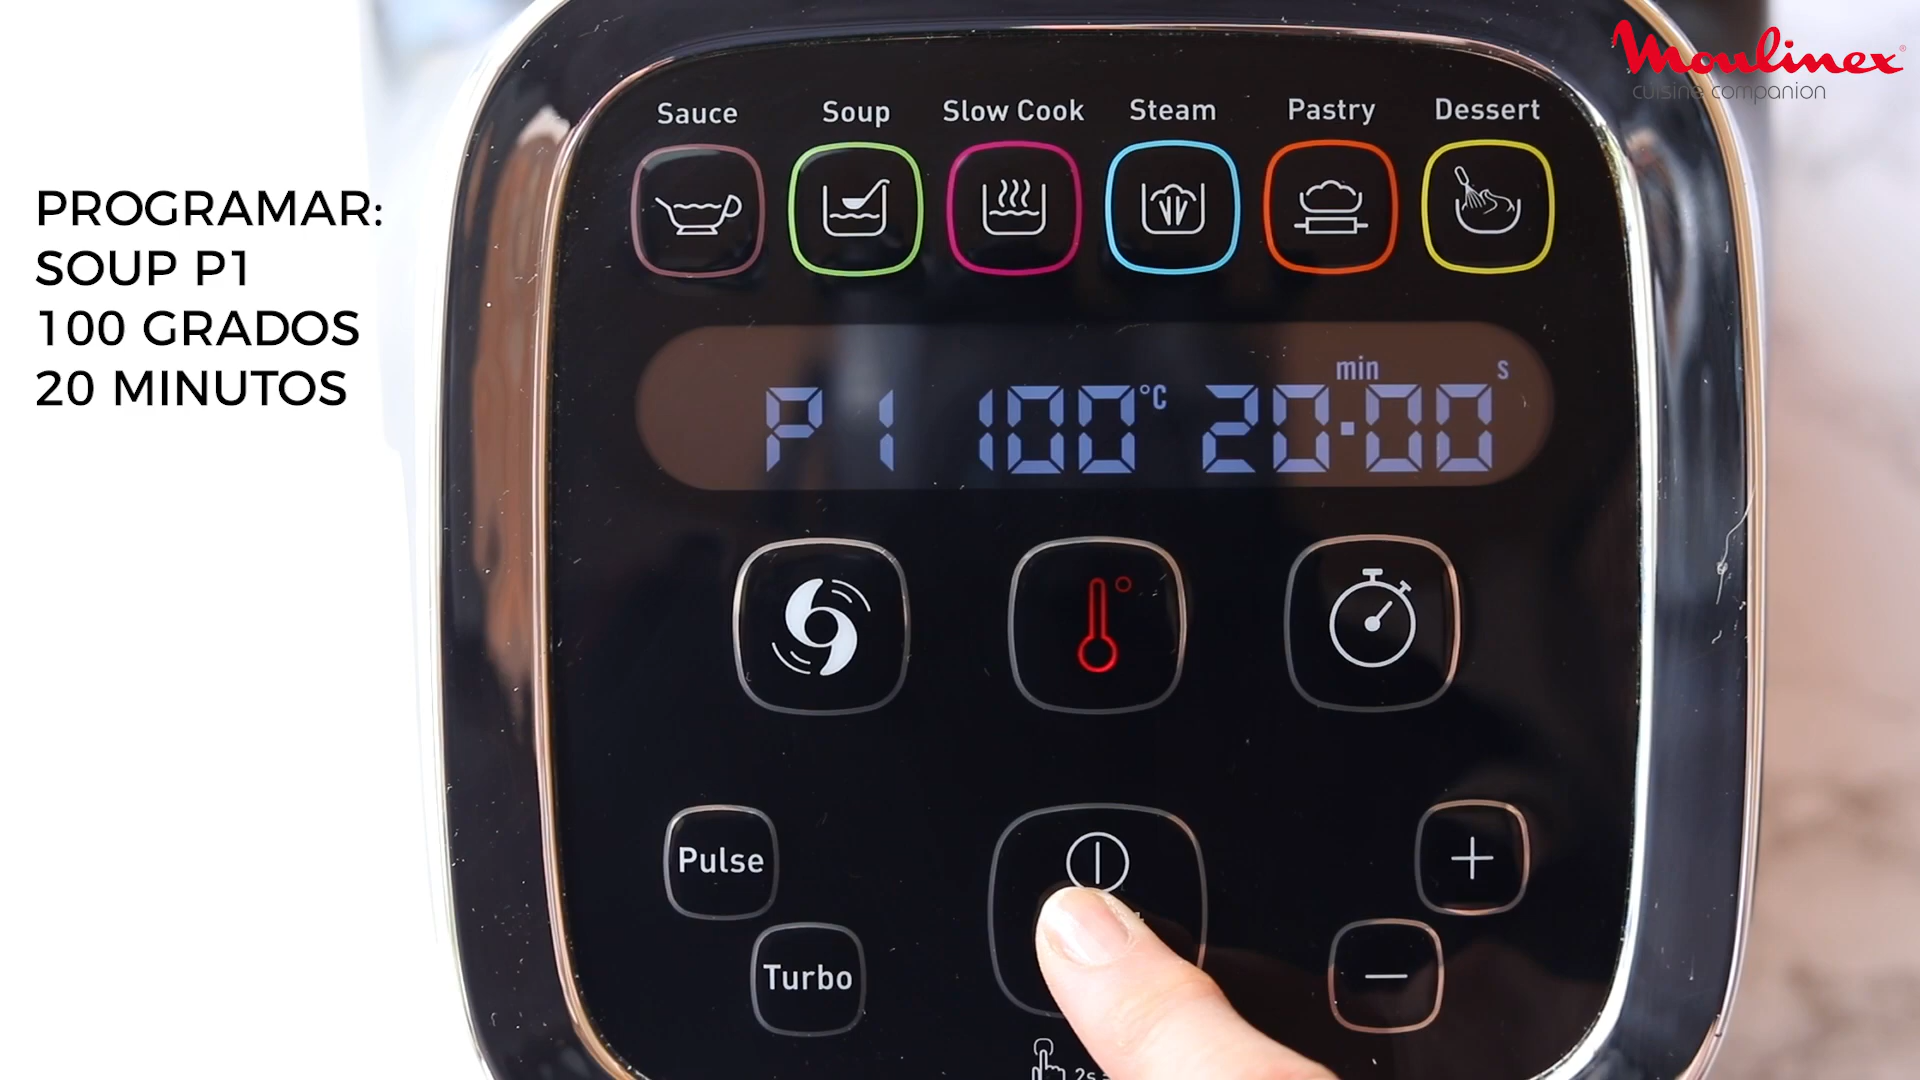 Moulinex®
cuisine companion
Sauce Soup Slow Cook Steam Pastry Dessert
PROGRAMAR:
SOUP P1
100 GRADOS
20 MINUTOS
min s
P1 100°C 20:00
Pulse
Turbo
2s